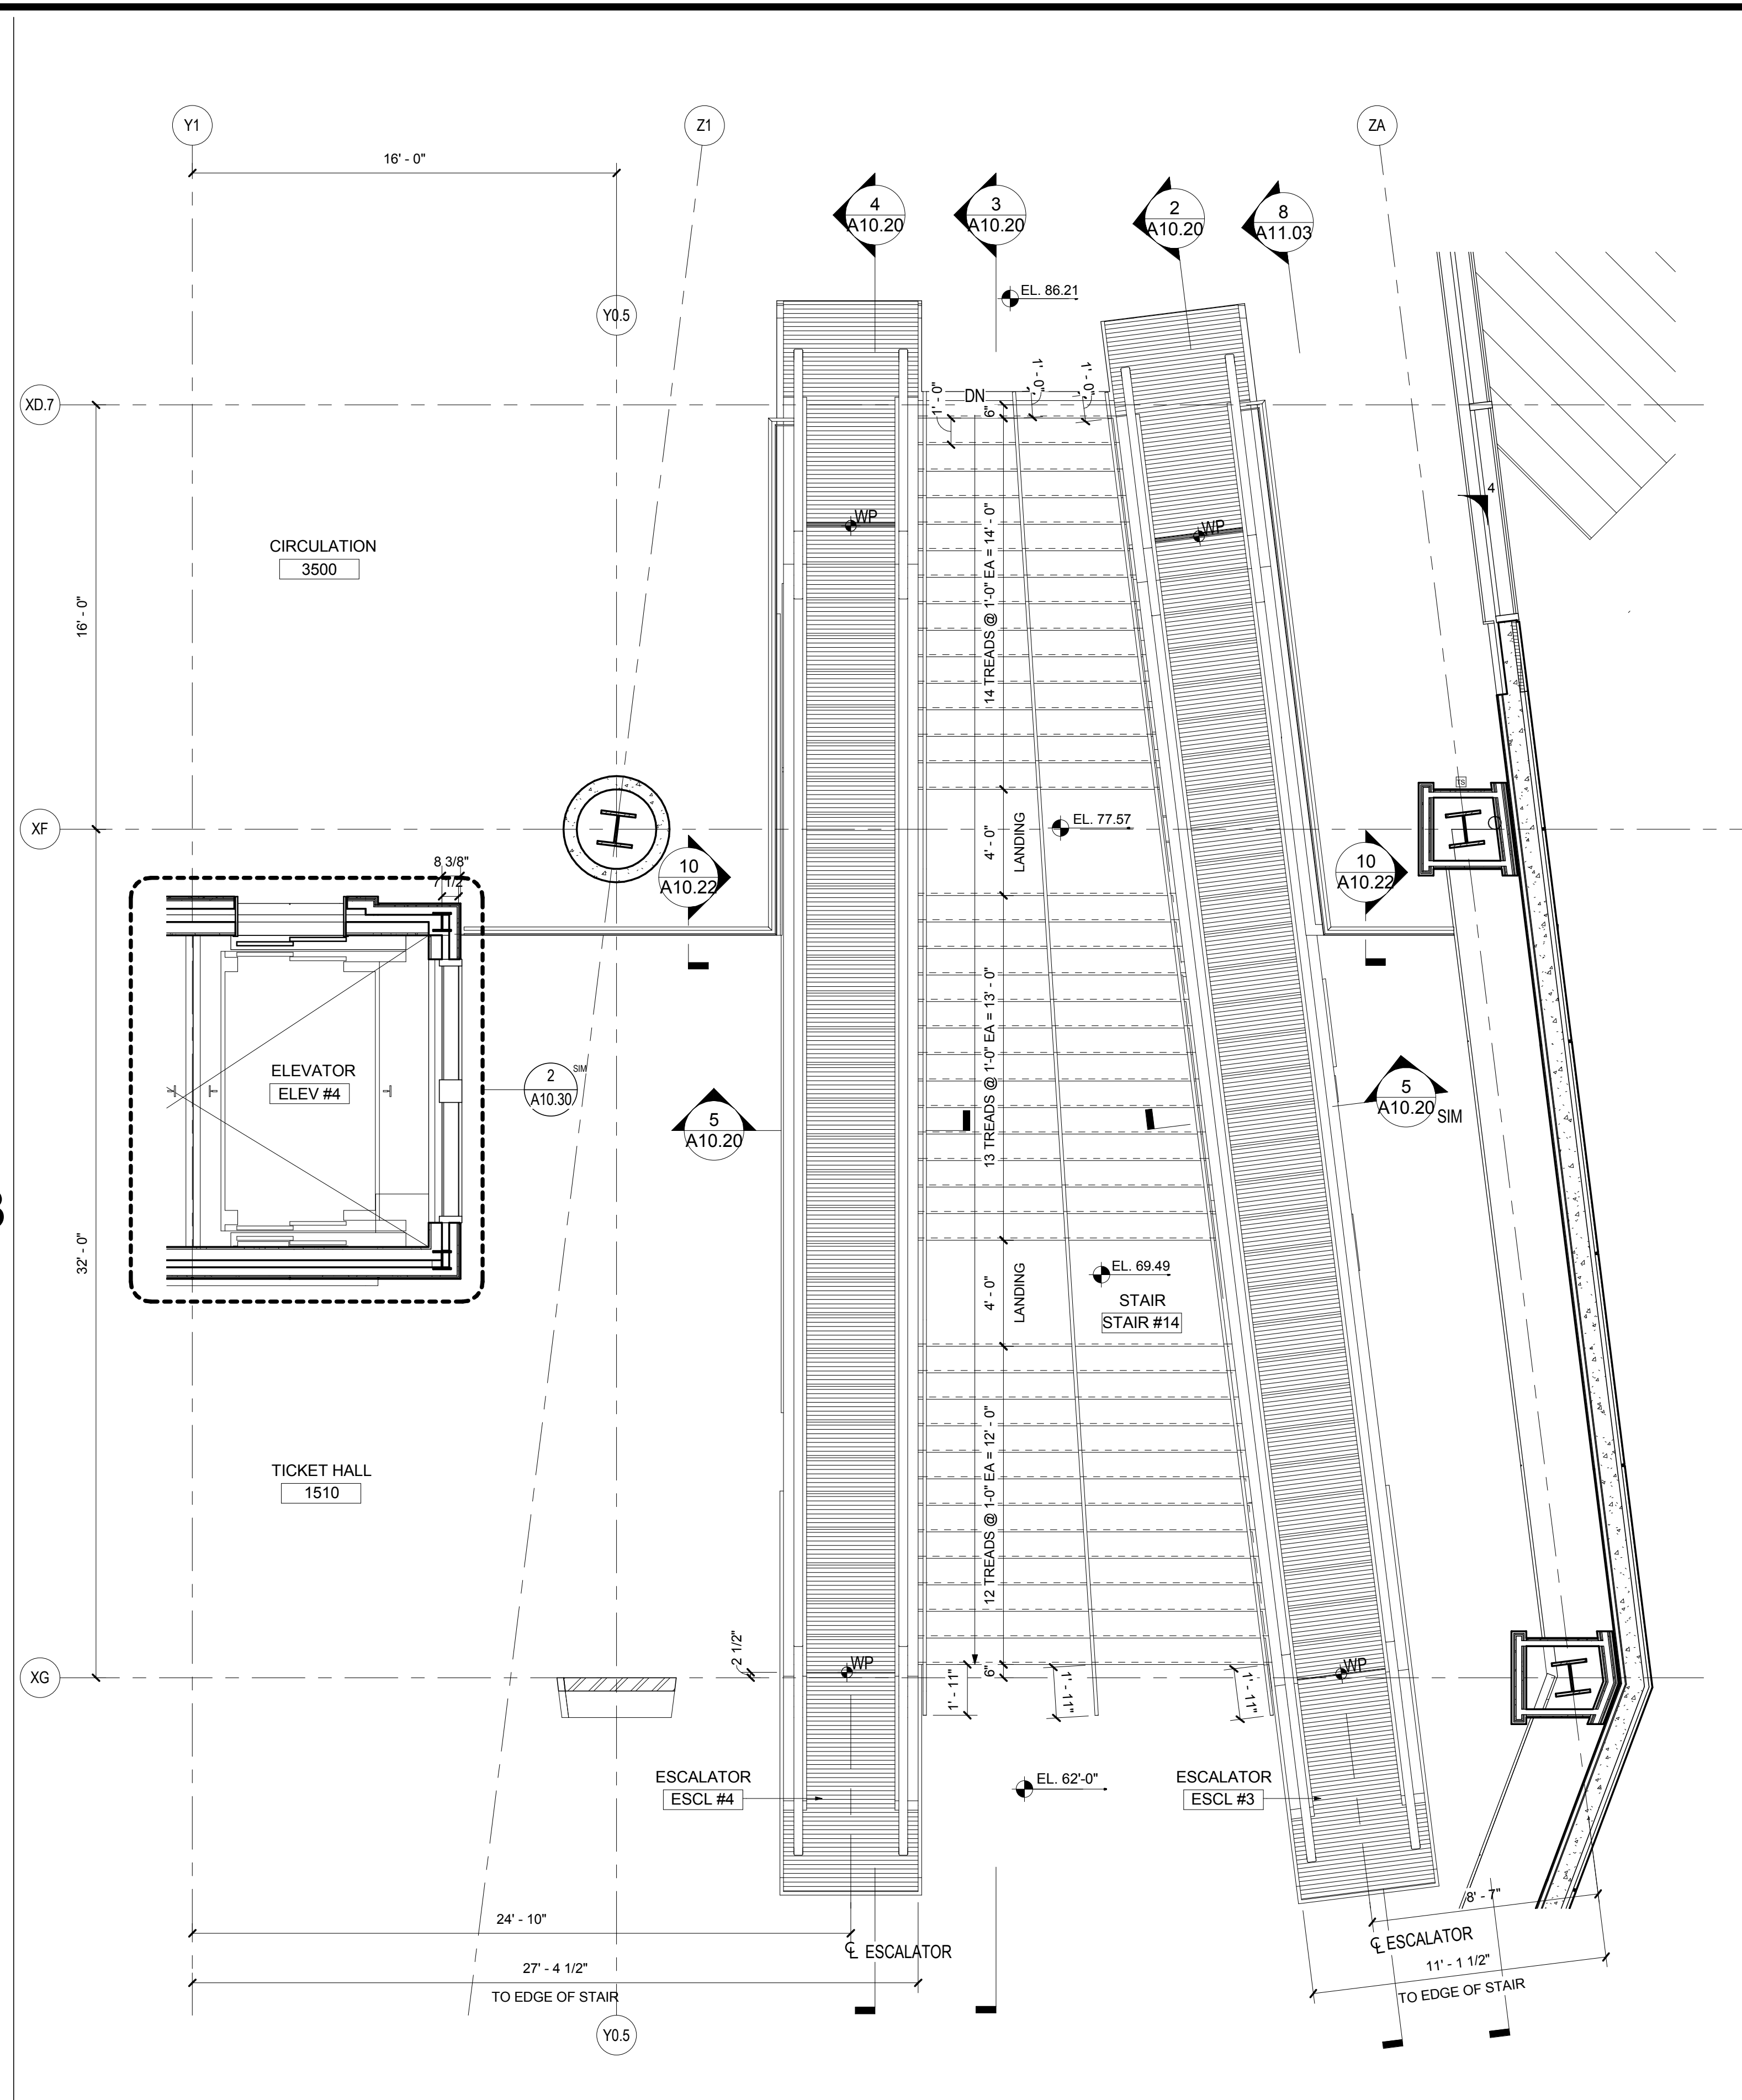 Y1
Z1
ZA
16' - 0"
4
A10.20
3
A10.20
2
A10.20
8
A11.03
EL. 86.21
Y0.5
XD.7
DN
1' - 0"
6"
1' - 0"
1' - 0"
4
WP
WP
CIRCULATION
3500
14 TREADS @ 1'-0" EA = 14' - 0"
16' - 0"
TS
XF
EL. 77.57
4' - 0"
LANDING
8 3/8"
7 1/2"
10
A10.22
10
A10.22
13 TREADS @ 1'-0" EA = 13' - 0"
ELEVATOR
ELEV #4
2
A10.30
SIM
5
A10.20
5
A10.20
SIM
32' - 0"
EL. 69.49
4' - 0"
LANDING
STAIR
STAIR #14
12 TREADS @ 1-0" EA = 12' - 0"
TICKET HALL
1510
2 1/2"
XG
WP
6"
WP
1' - 11"
1' - 11"
1' - 11"
ESCALATOR
ESCL #4
EL. 62'-0"
ESCALATOR
ESCL #3
8' - 7"
24' - 10"
℄ ESCALATOR
℄ ESCALATOR
27' - 4 1/2"
TO EDGE OF STAIR
11' - 1 1/2"
TO EDGE OF STAIR
Y0.5